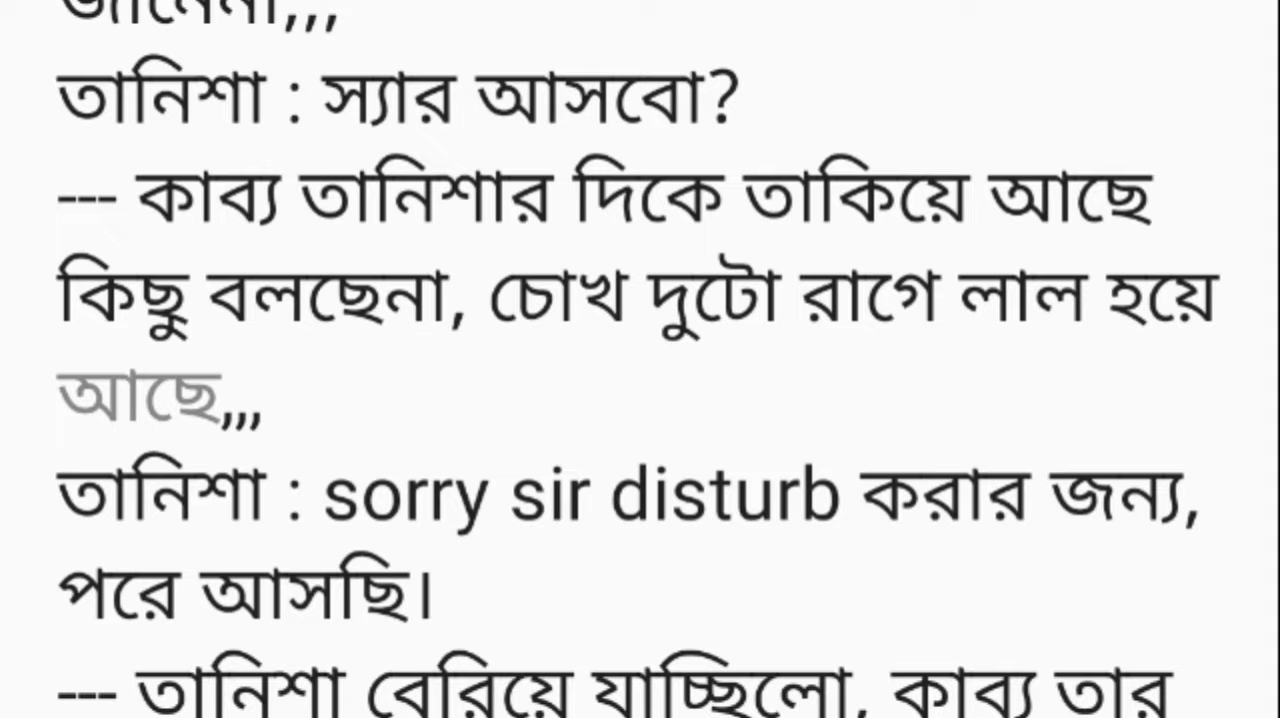 জানেনা,,,
তানিশা : স্যার আসবো?
--- কাব্য তানিশার দিকে তাকিয়ে আছে
কিছু বলছেনা, চোখ দুটো রাগে লাল হয়ে
আছে,,,
তানিশা : sorry sir disturb করার জন্য,
পরে আসছি।
--- তানিশা বেরিয়ে যাচ্ছিলো, কাব্য তার